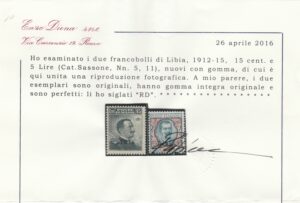 Enzo Diena
Via Crescenzio 19. Roma
26 aprile 2016
Ho esaminato i due francobolli di Libia, 1912-15, 15 cent. e
5 Lire (Cat.Sassone, Nn. 5, 11), nuovi con gomma, di cui è
qui unita una riproduzione fotografica. A mio parere, i due
esemplari sono originali, hanno gomma integra originale e
sono perfetti: li ho siglati "RD". * * * * * * * * * * * * * * * * * *